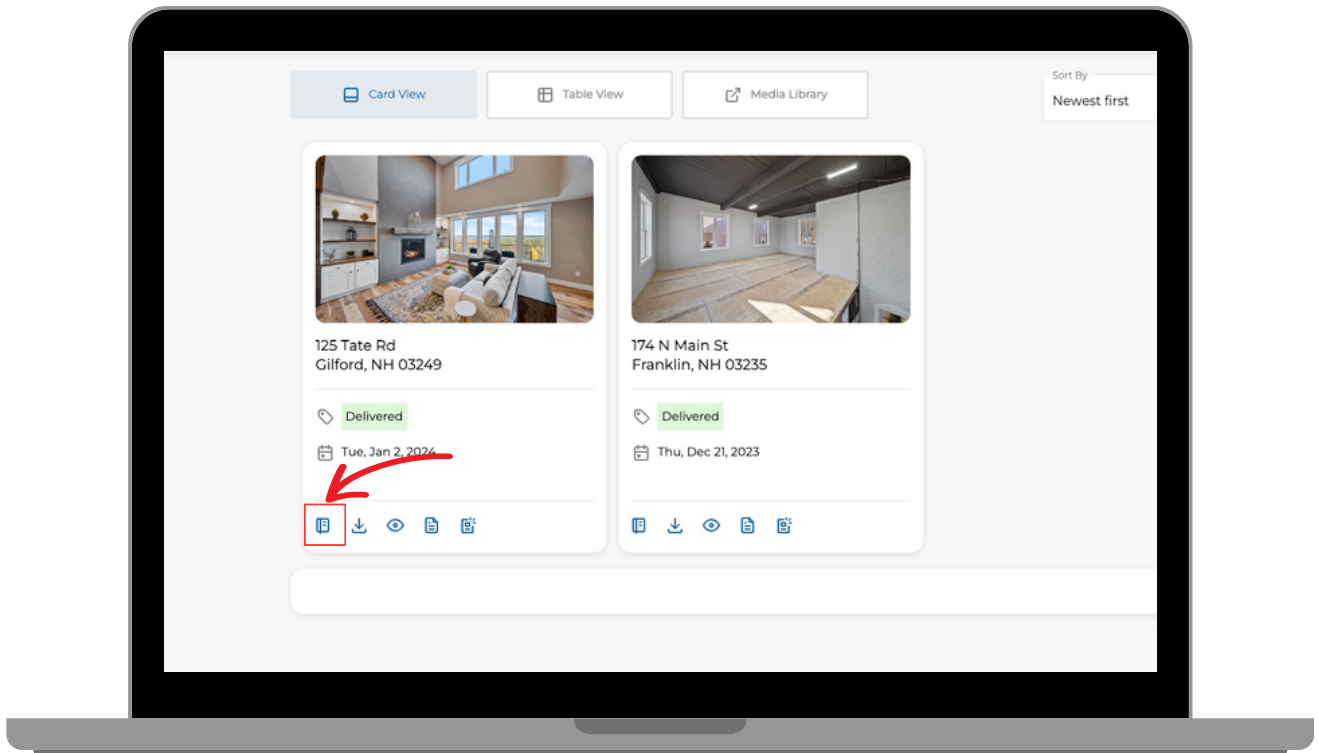 Card View
Table View
Media Library
Sort By
Newest first
125 Tate Rd
Gilford, NH 03249
Delivered
Tue, Jan 2, 2024
174 N Main St
Franklin, NH 03235
Delivered
Thu, Dec 21, 2023